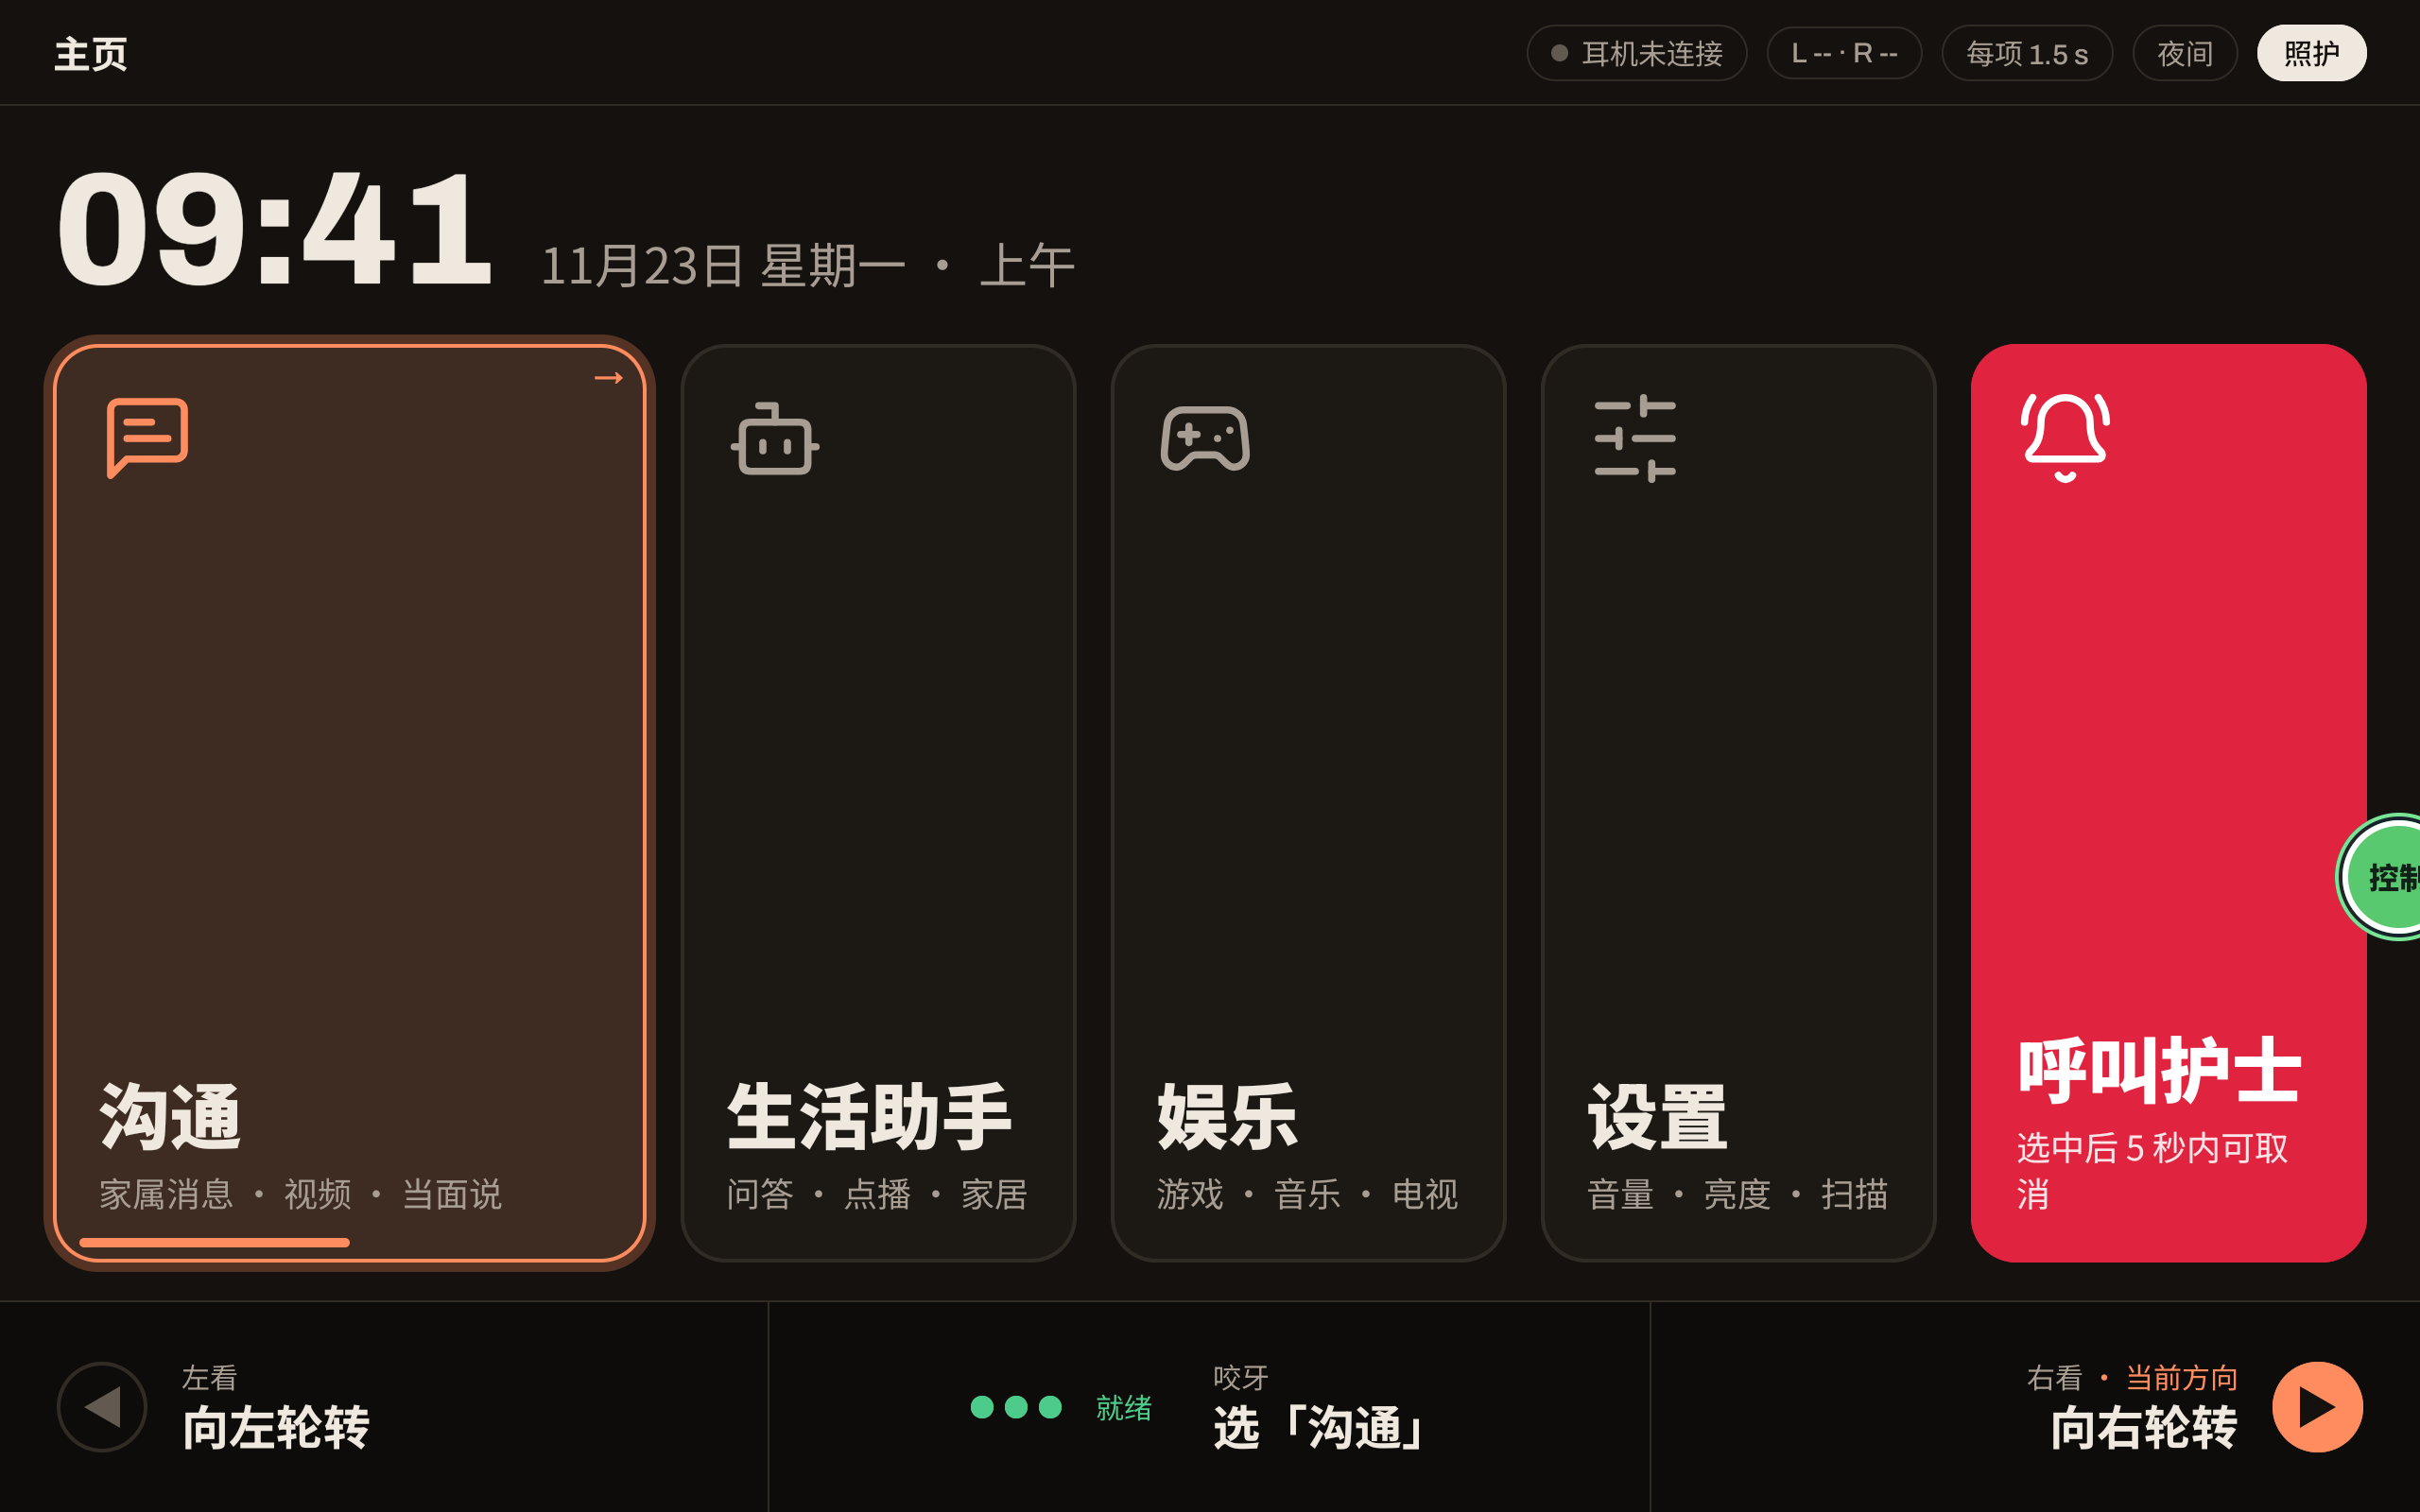 主页
耳机未连接
L -- · R --
每项 1.5 s
夜间
照护
09:41
11月23日 星期一 · 上午
→
沟通
家属消息 · 视频 · 当面说
生活助手
问答 · 点播 · 家居
娱乐
游戏 · 音乐 · 电视
设置
音量 · 亮度 · 扫描
呼叫护士
选中后 5 秒内可取
消
左看
向左轮转
就绪
咬牙
选「沟通」
右看 · 当前方向
向右轮转